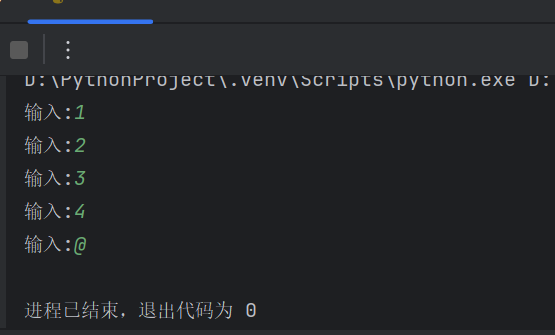 D:\PythonProject\.venv\Scripts\python.exe D:
输入:1
输入:2
输入:3
输入:4
输入:@
进程已结束，退出代码为 0